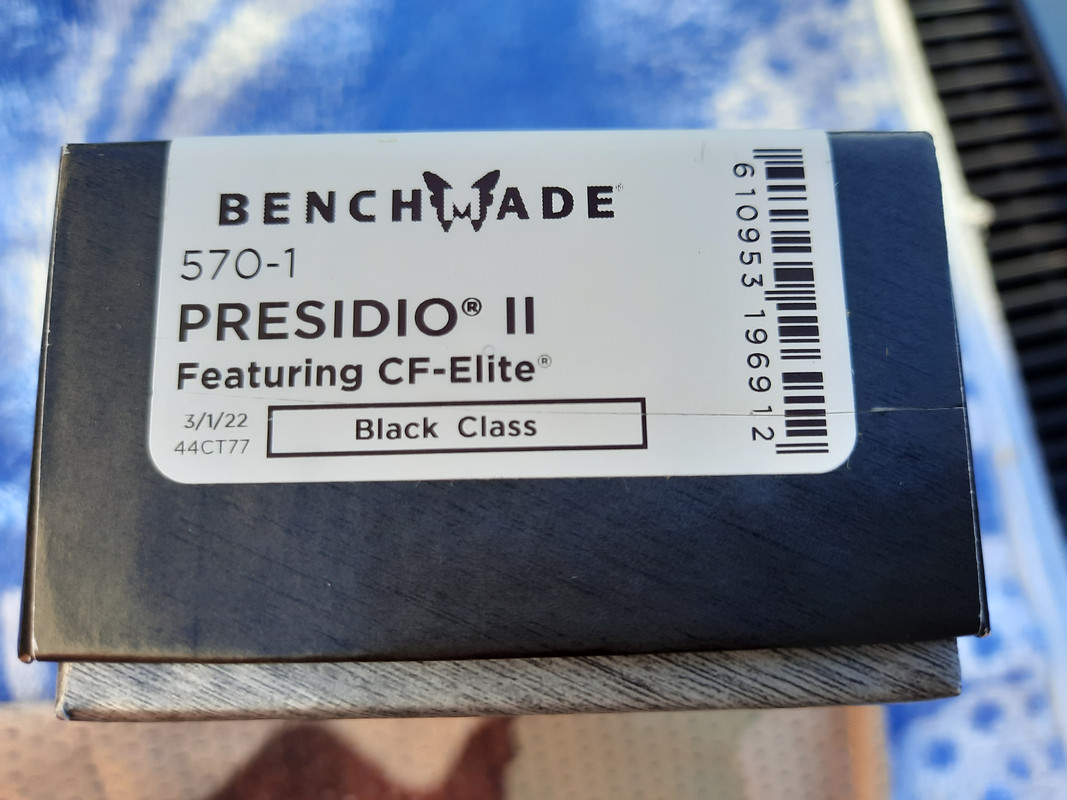 BENCHMADE®
570-1
PRESIDIO® II
Featuring CF-Elite®
3/1/22
44CT77
Black Class
610953 196912